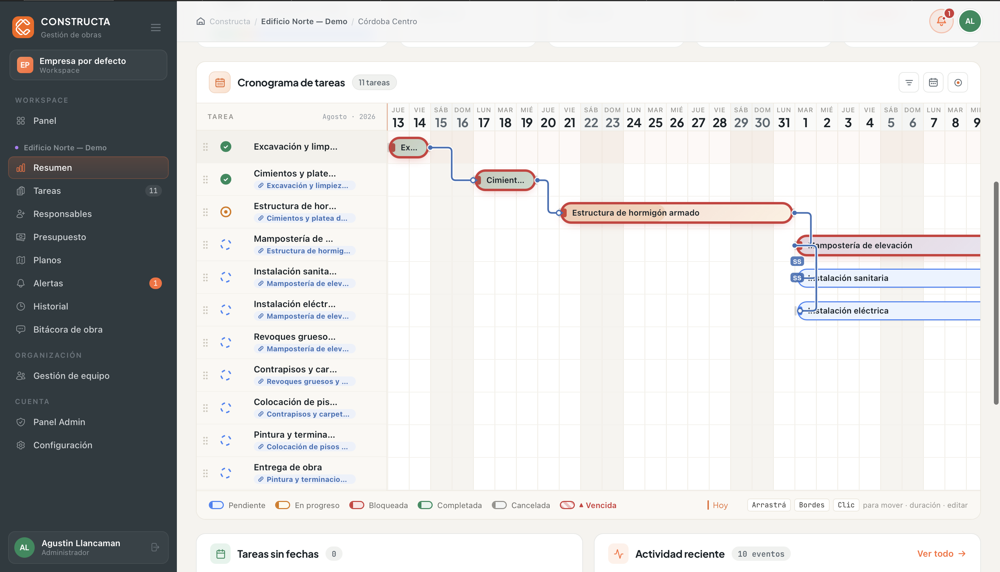 CONSTRUCTA
Gestión de obras
EP
Empresa por defecto
Workspace
WORKSPACE
Panel
Edificio Norte — Demo
Resumen
Tareas 11
Responsables
Presupuesto
Planos
Alertas 1
Historial
Bitácora de obra
ORGANIZACIÓN
Gestión de equipo
CUENTA
Panel Admin
Configuración
AL
Agustin Llancaman
Administrador
Constructa / Edificio Norte — Demo / Córdoba Centro
1
AL
Cronograma de tareas 11 tareas
TAREA Agosto · 2026
JUE VIE SÁB DOM LUN MAR MIÉ JUE VIE SÁB DOM LUN MAR MIÉ JUE VIE SÁB DOM LUN MAR MIÉ JUE VIE SÁB DOM LUN MAR MI
13 14 15 16 17 18 19 20 21 22 23 24 25 26 27 28 29 30 31 1 2 3 4 5 6 7 8 9
Excavación y limp...
Ex...
Cimientos y plate...
Excavación y limpiez...
Cimient...
Estructura de hor...
Cimientos y platea d...
Estructura de hormigón armado
Mampostería de ...
Estructura de hormig...
Mampostería de elevación
SS
Instalación sanita...
Mampostería de elev...
SS
Instalación sanitaria
Instalación eléctr...
Mampostería de elev...
Instalación eléctrica
Revoques grueso...
Mampostería de elev...
Contrapisos y car...
Revoques gruesos y ...
Colocación de pis...
Contrapisos y carpet...
Pintura y termina...
Colocación de pisos ...
Entrega de obra
Pintura y terminacio...
Pendiente En progreso Bloqueada Completada Cancelada ▲ Vencida Hoy Arrastrá Bordes Clic para mover · duración · editar
Tareas sin fechas 0
Actividad reciente 10 eventos Ver todo →